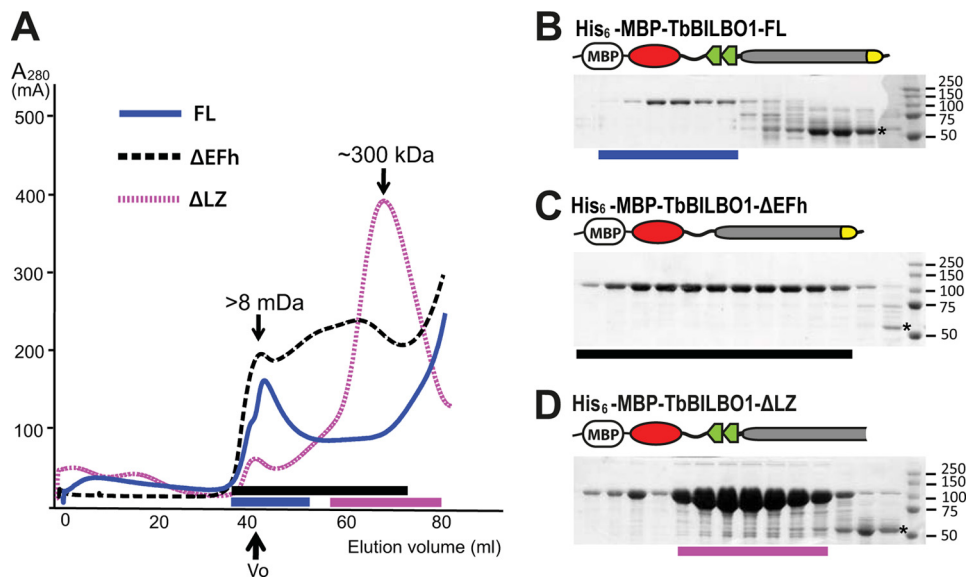 A
A280
(mA)
500
400
300
200
100
FL
ΔEFh
ΔLZ
~300 kDa
>8 mDa
0
20
40
60
80
Elution volume (ml)
Vo
B
His6-MBP-TbBILBO1-FL
MBP
250
150
100
75
50
*
C
His6-MBP-TbBILBO1-ΔEFh
MBP
250
150
100
75
50
*
D
His6-MBP-TbBILBO1-ΔLZ
MBP
250
150
100
75
50
*